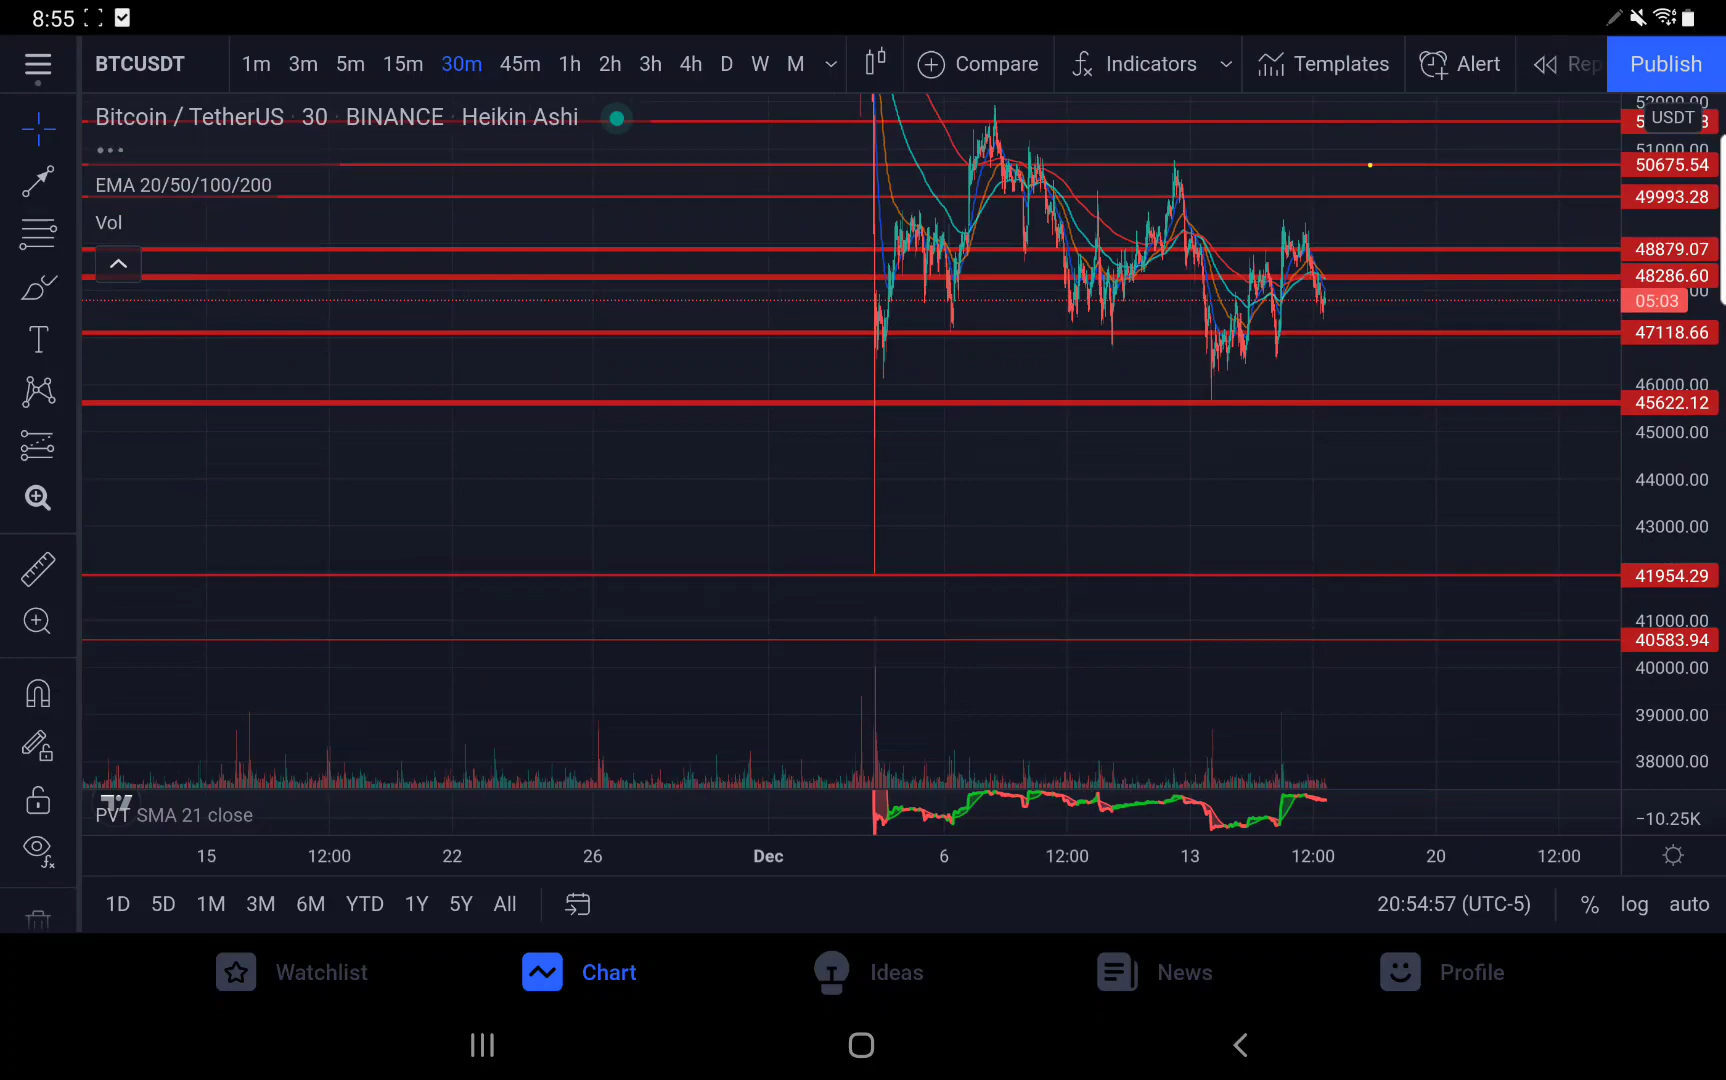 8:55
BTCUSDT 1m 3m 5m 15m 30m 45m 1h 2h 3h 4h D W M Compare Indicators Templates Alert Rep Publish
Bitcoin / TetherUS 30 BINANCE Heikin Ashi
EMA 20/50/100/200
Vol
52000.00
USDT
51000.00
50675.54
49993.28
48879.07
48286.60
05:03
47118.66
46000.00
45622.12
45000.00
44000.00
43000.00
41954.29
41000.00
40583.94
40000.00
39000.00
38000.00
PVT SMA 21 close
−10.25K
15 12:00 22 26 Dec 6 12:00 13 12:00 20 12:00
1D 5D 1M 3M 6M YTD 1Y 5Y All 20:54:57 (UTC-5) % log auto
Watchlist Chart Ideas News Profile